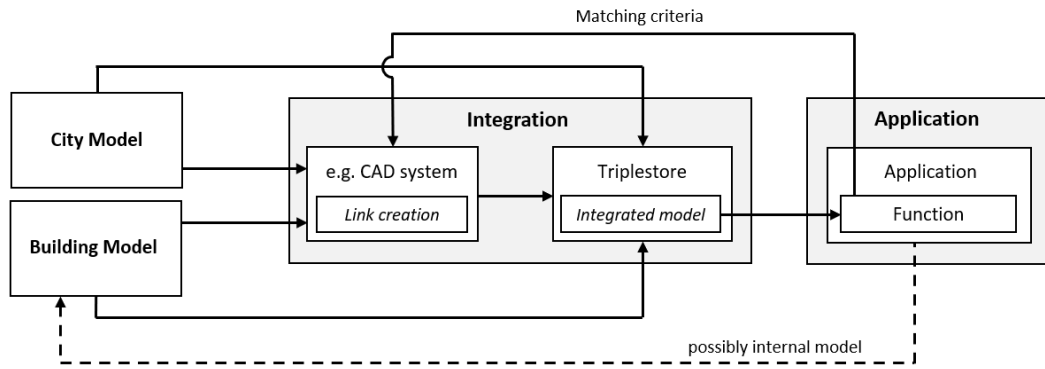 Matching criteria
City Model
Building Model
Integration
e.g. CAD system
Link creation
Triplestore
Integrated model
Application
Application
Function
possibly internal model